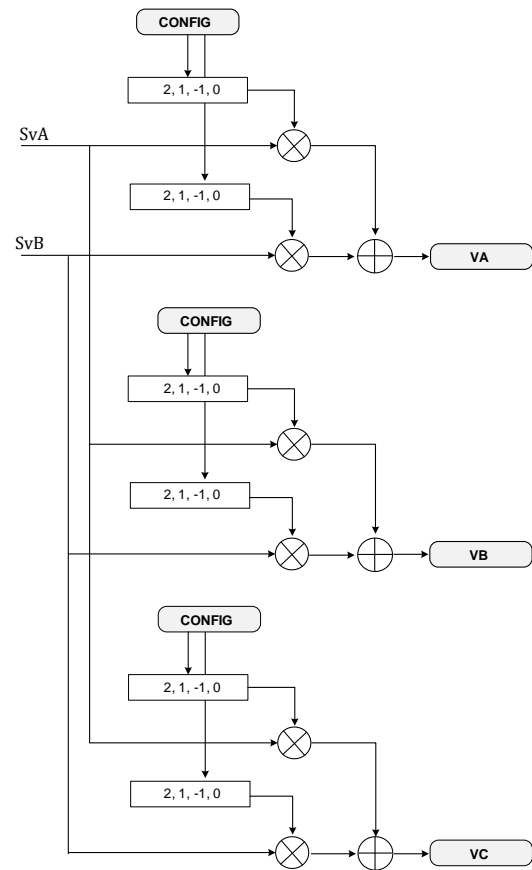 CONFIG
2, 1, -1, 0
SvA
2, 1, -1, 0
SvB
VA
CONFIG
2, 1, -1, 0
2, 1, -1, 0
VB
CONFIG
2, 1, -1, 0
2, 1, -1, 0
VC